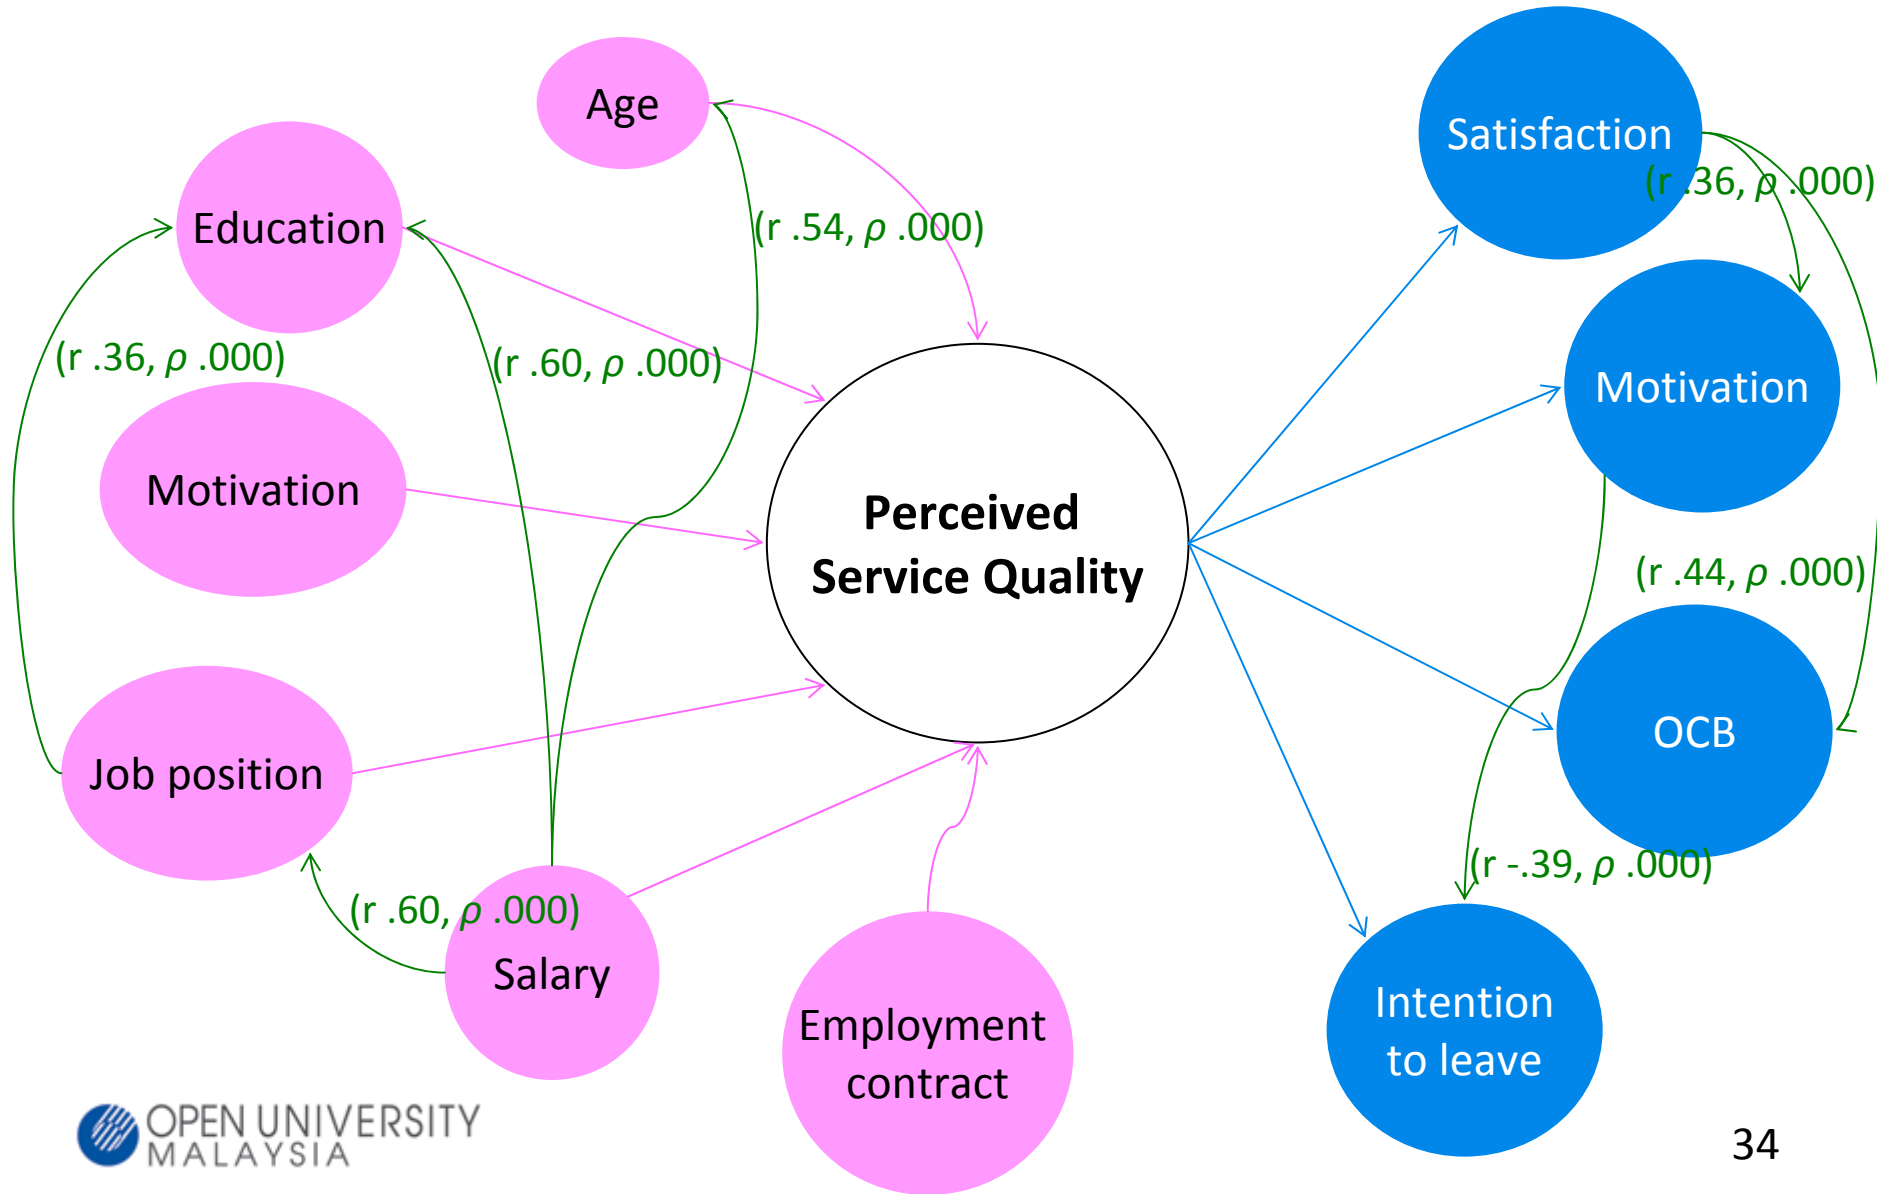 Age
Satisfaction
(r .36, ρ .000)
Education
(r .54, ρ .000)
(r .36, ρ .000)
(r .60, ρ .000)
Motivation
Motivation
Perceived
Service Quality
(r .44, ρ .000)
OCB
Job position
(r -.39, ρ .000)
(r .60, ρ .000)
Salary
Employment
contract
Intention
to leave
OPEN UNIVERSITY
MALAYSIA
34